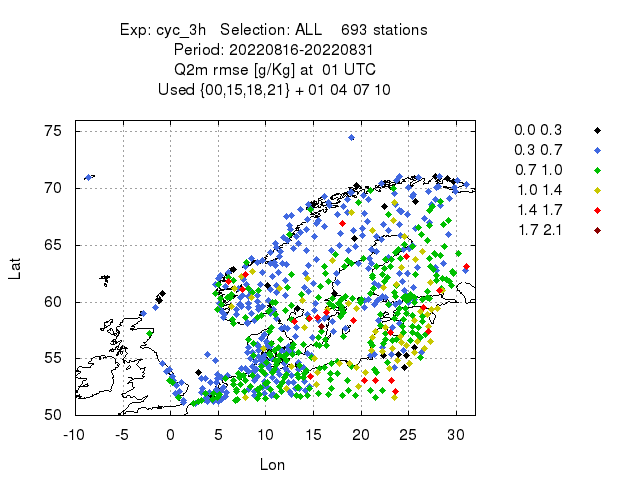 Exp: cyc_3h Selection: ALL 693 stations
Period: 20220816-20220831
Q2m rmse [g/Kg] at 01 UTC
Used {00,15,18,21} + 01 04 07 10
0.0 0.3
0.3 0.7
0.7 1.0
1.0 1.4
1.4 1.7
1.7 2.1
75
70
65
60
55
50
Lat
-10 -5 0 5 10 15 20 25 30
Lon